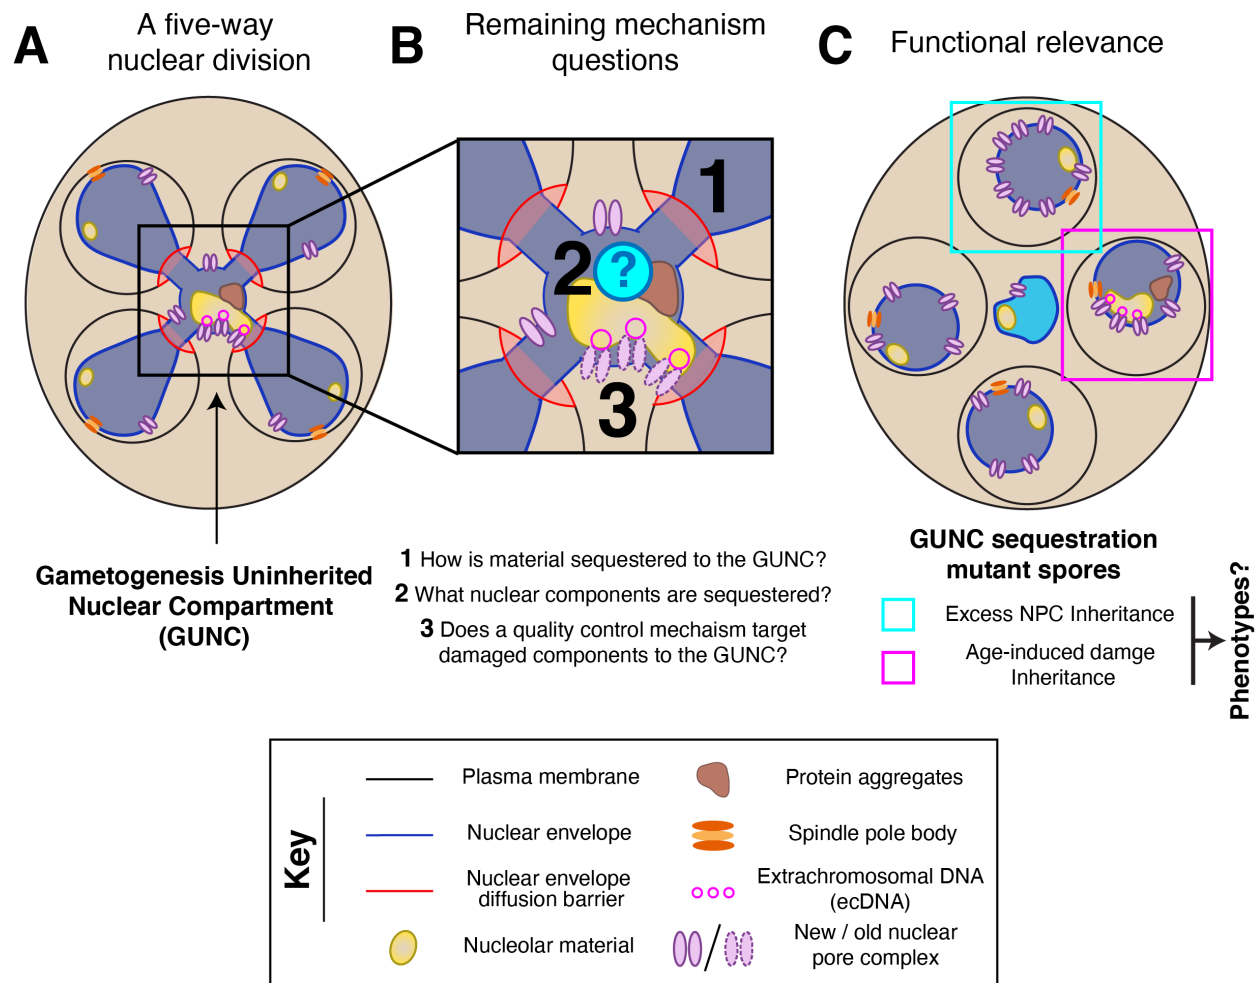 A
A five-way
nuclear division
B
Remaining mechanism
questions
C
Functional relevance
1
2
?
3
Gametogenesis Uninherited
Nuclear Compartment
(GUNC)
1 How is material sequestered to the GUNC?
2 What nuclear components are sequestered?
3 Does a quality control mechaism target
damaged components to the GUNC?
GUNC sequestration
mutant spores
Excess NPC Inheritance
Age-induced damge
Inheritance
Phenotypes?
Key
Plasma membrane
Nuclear envelope
Nuclear envelope
diffusion barrier
Nucleolar material
Protein aggregates
Spindle pole body
Extrachromosomal DNA
(ecDNA)
New / old nuclear
pore complex